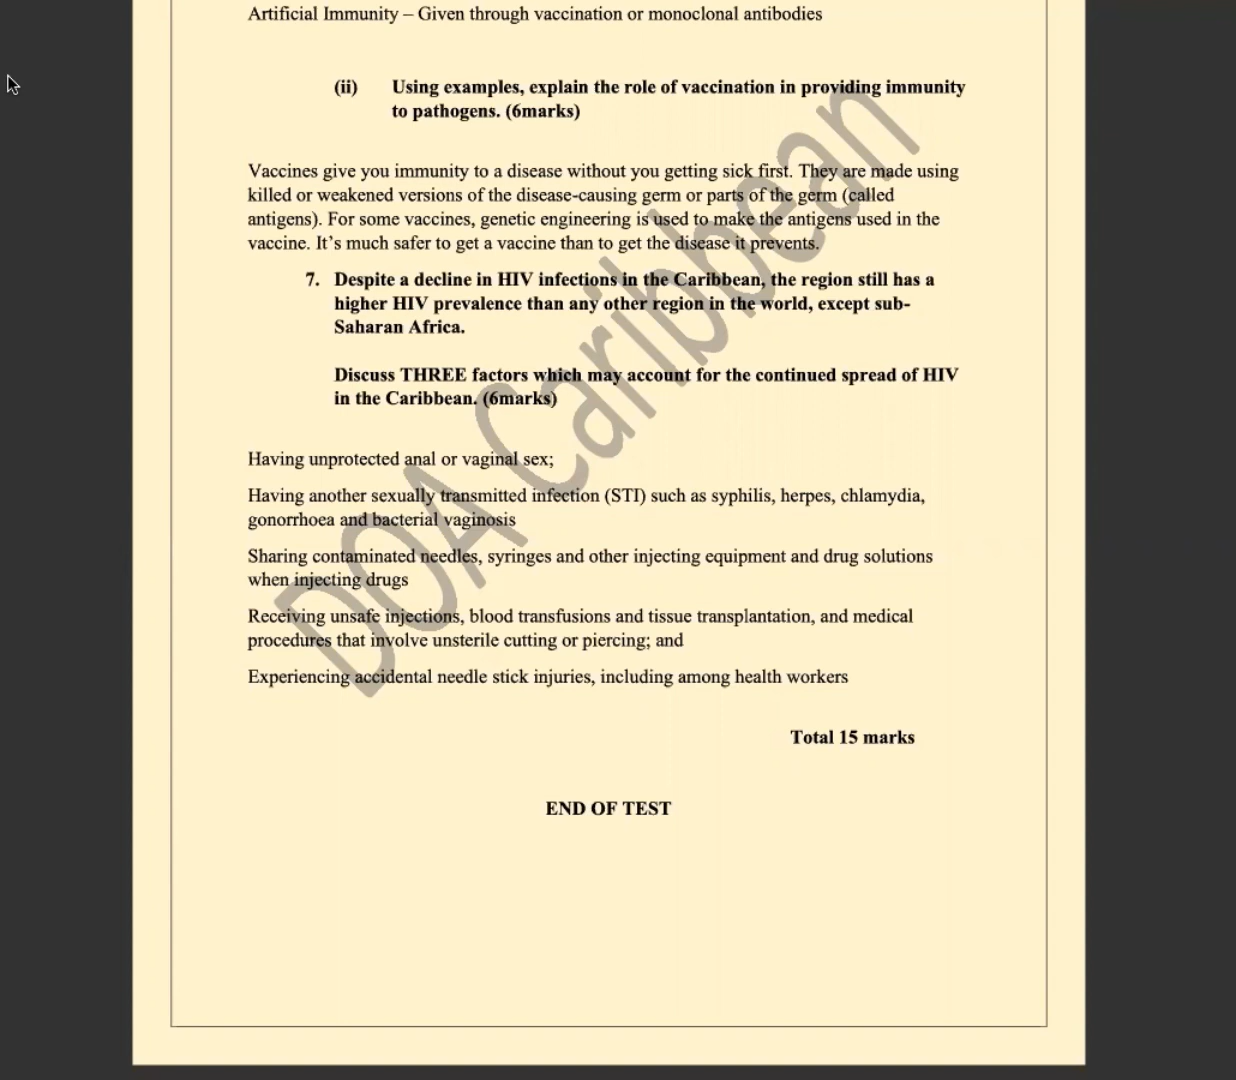 Artificial Immunity – Given through vaccination or monoclonal antibodies
(ii) Using examples, explain the role of vaccination in providing immunity
to pathogens. (6marks)
Vaccines give you immunity to a disease without you getting sick first. They are made using
killed or weakened versions of the disease-causing germ or parts of the germ (called
antigens). For some vaccines, genetic engineering is used to make the antigens used in the
vaccine. It’s much safer to get a vaccine than to get the disease it prevents.
7. Despite a decline in HIV infections in the Caribbean, the region still has a
higher HIV prevalence than any other region in the world, except sub-
Saharan Africa.
Discuss THREE factors which may account for the continued spread of HIV
in the Caribbean. (6marks)
Having unprotected anal or vaginal sex;
Having another sexually transmitted infection (STI) such as syphilis, herpes, chlamydia,
gonorrhoea and bacterial vaginosis
Sharing contaminated needles, syringes and other injecting equipment and drug solutions
when injecting drugs
Receiving unsafe injections, blood transfusions and tissue transplantation, and medical
procedures that involve unsterile cutting or piercing; and
Experiencing accidental needle stick injuries, including among health workers
Total 15 marks
END OF TEST
DOA Caribbean